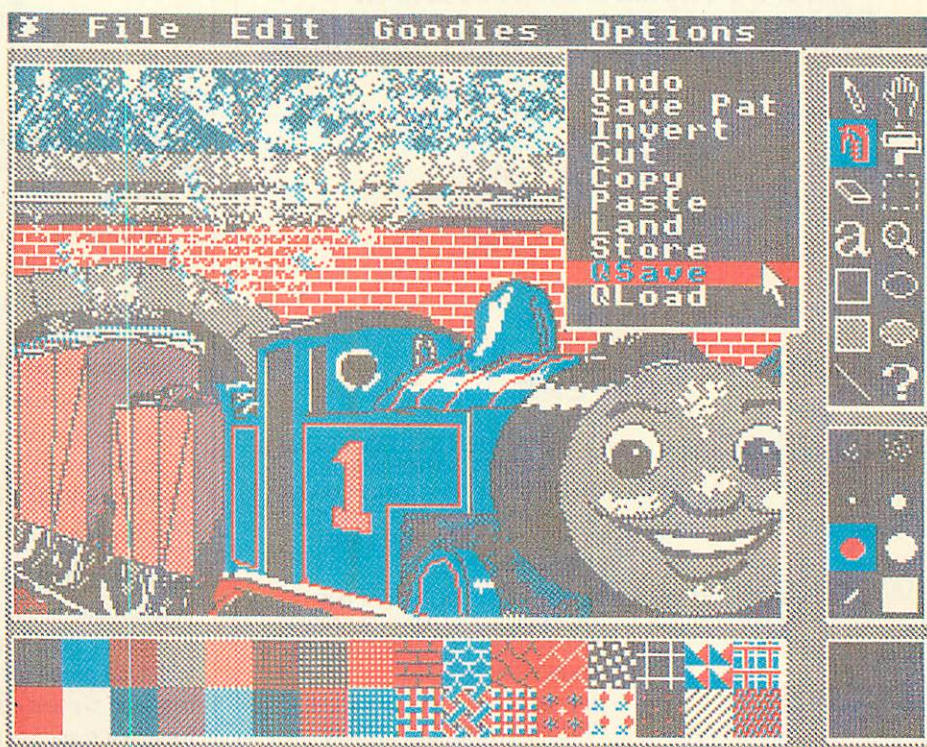 File Edit Goodies Options
Undo
Save Pat
Invert
Cut
Copy
Paste
Land
Store
QSave
QLoad
a
?
1